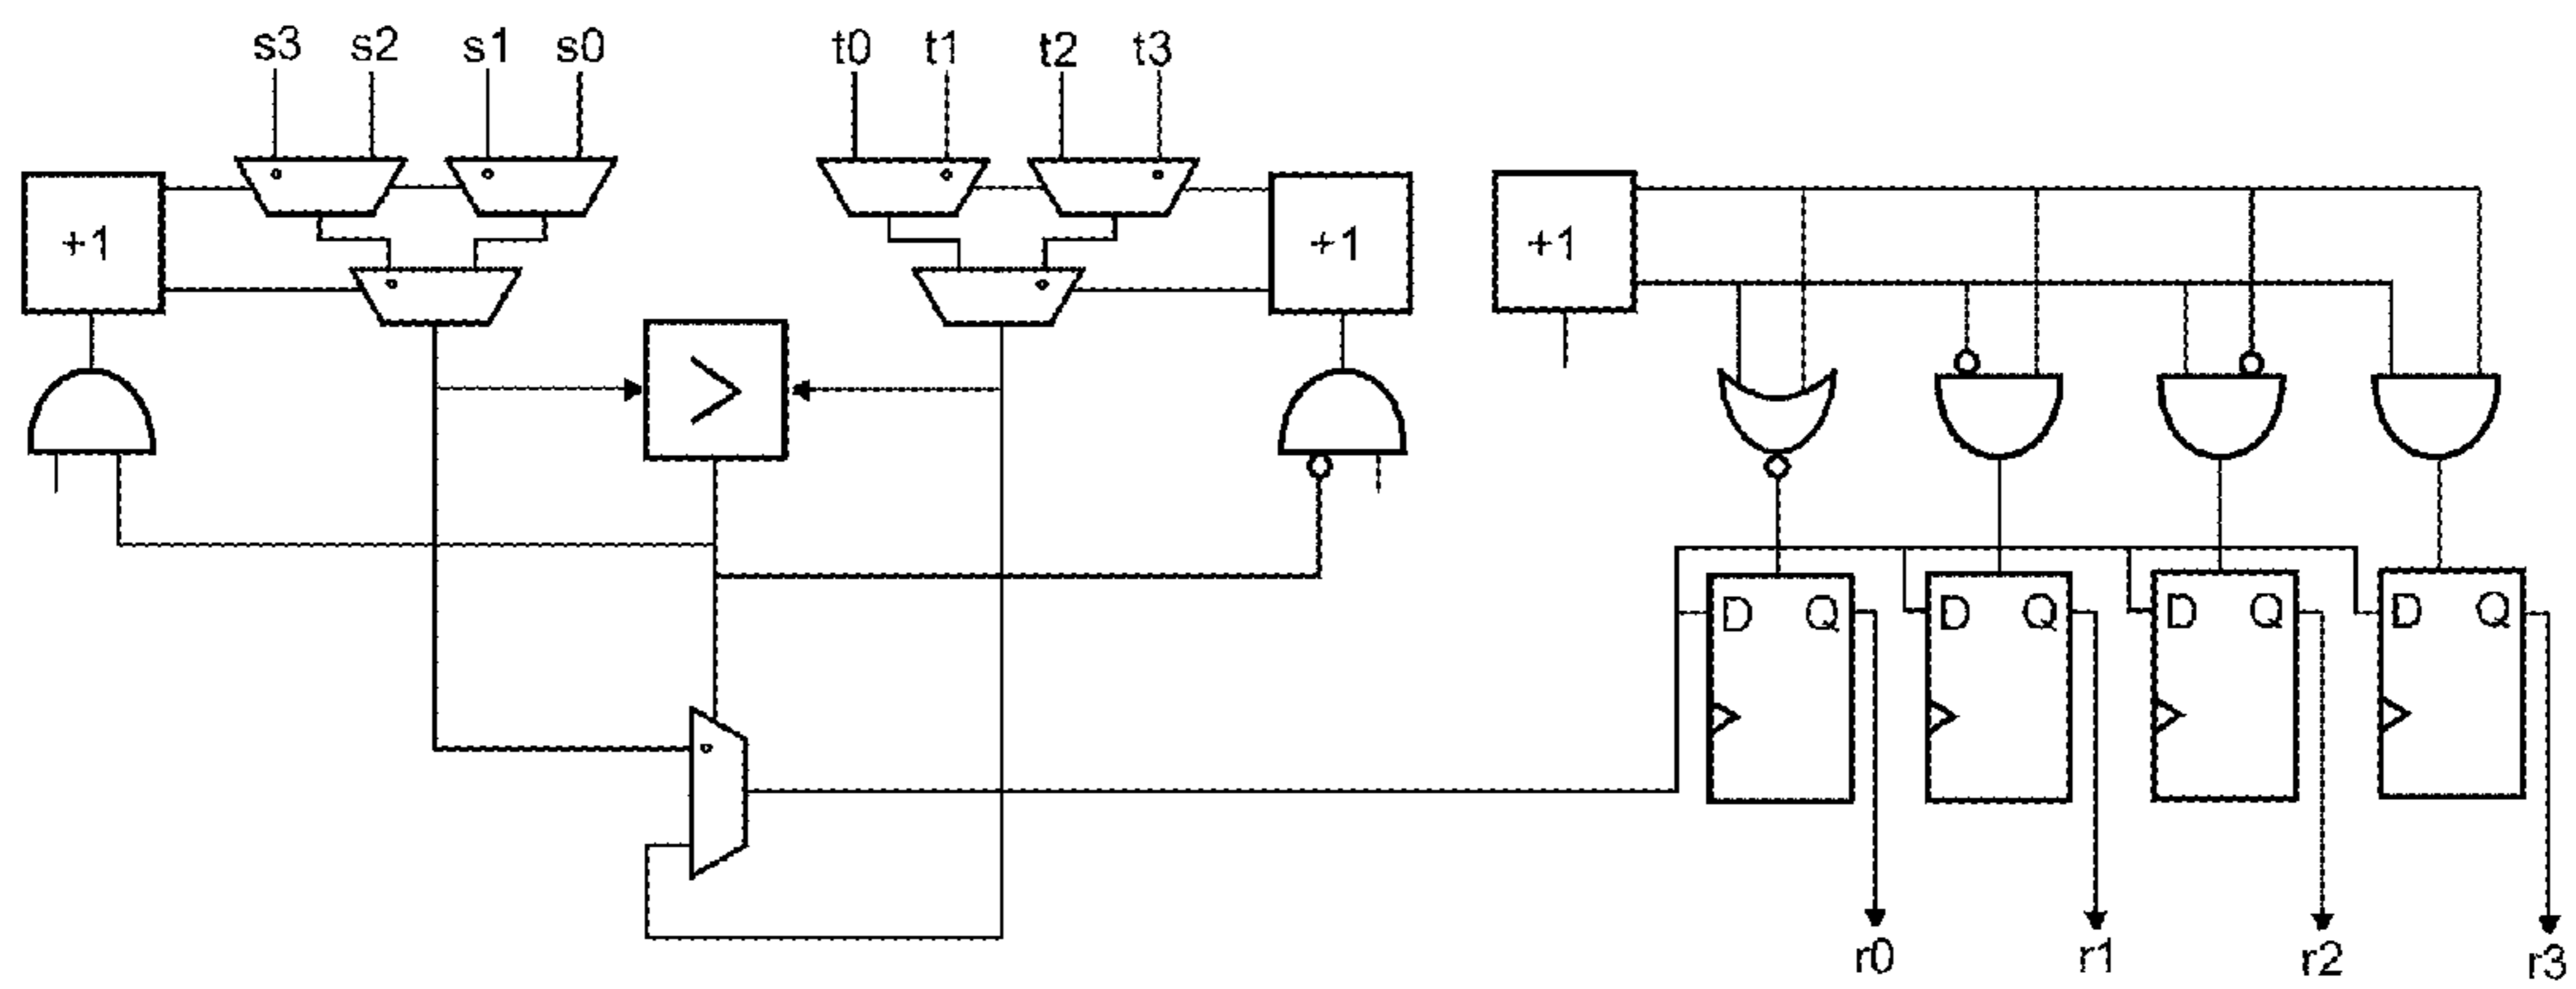 s3 s2 s1 s0 t0 t1 t2 t3
+1 +1 +1
>
D Q D Q D Q D Q
r0 r1 r2 r3